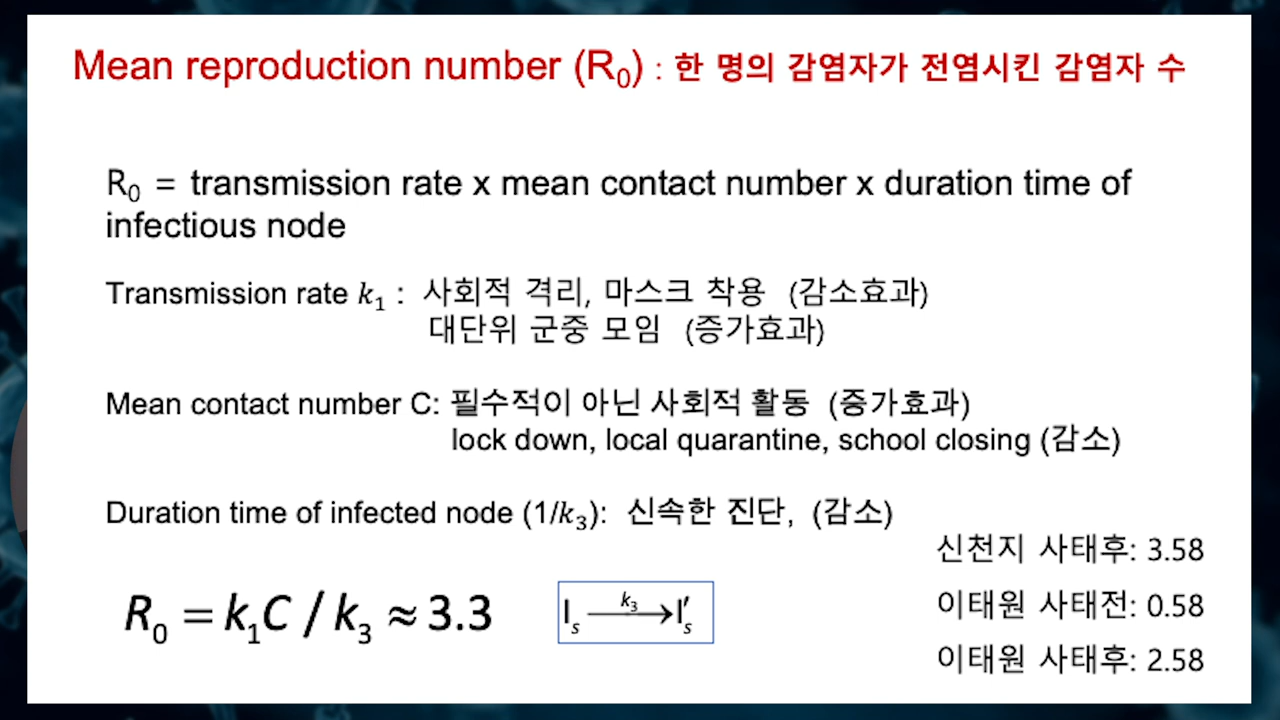 Mean reproduction number (R₀) : 한 명의 감염자가 전염시킨 감염자 수
R₀ = transmission rate x mean contact number x duration time of
infectious node
Transmission rate k₁ : 사회적 격리, 마스크 착용 (감소효과)
대단위 군중 모임 (증가효과)
Mean contact number C: 필수적이 아닌 사회적 활동 (증가효과)
lock down, local quarantine, school closing (감소)
Duration time of infected node (1/k₃): 신속한 진단, (감소)
신천지 사태후: 3.58
이태원 사태전: 0.58
R₀ = k₁C / k₃ ≈ 3.3
Iₛ —k₃→ I′ₛ
이태원 사태후: 2.58